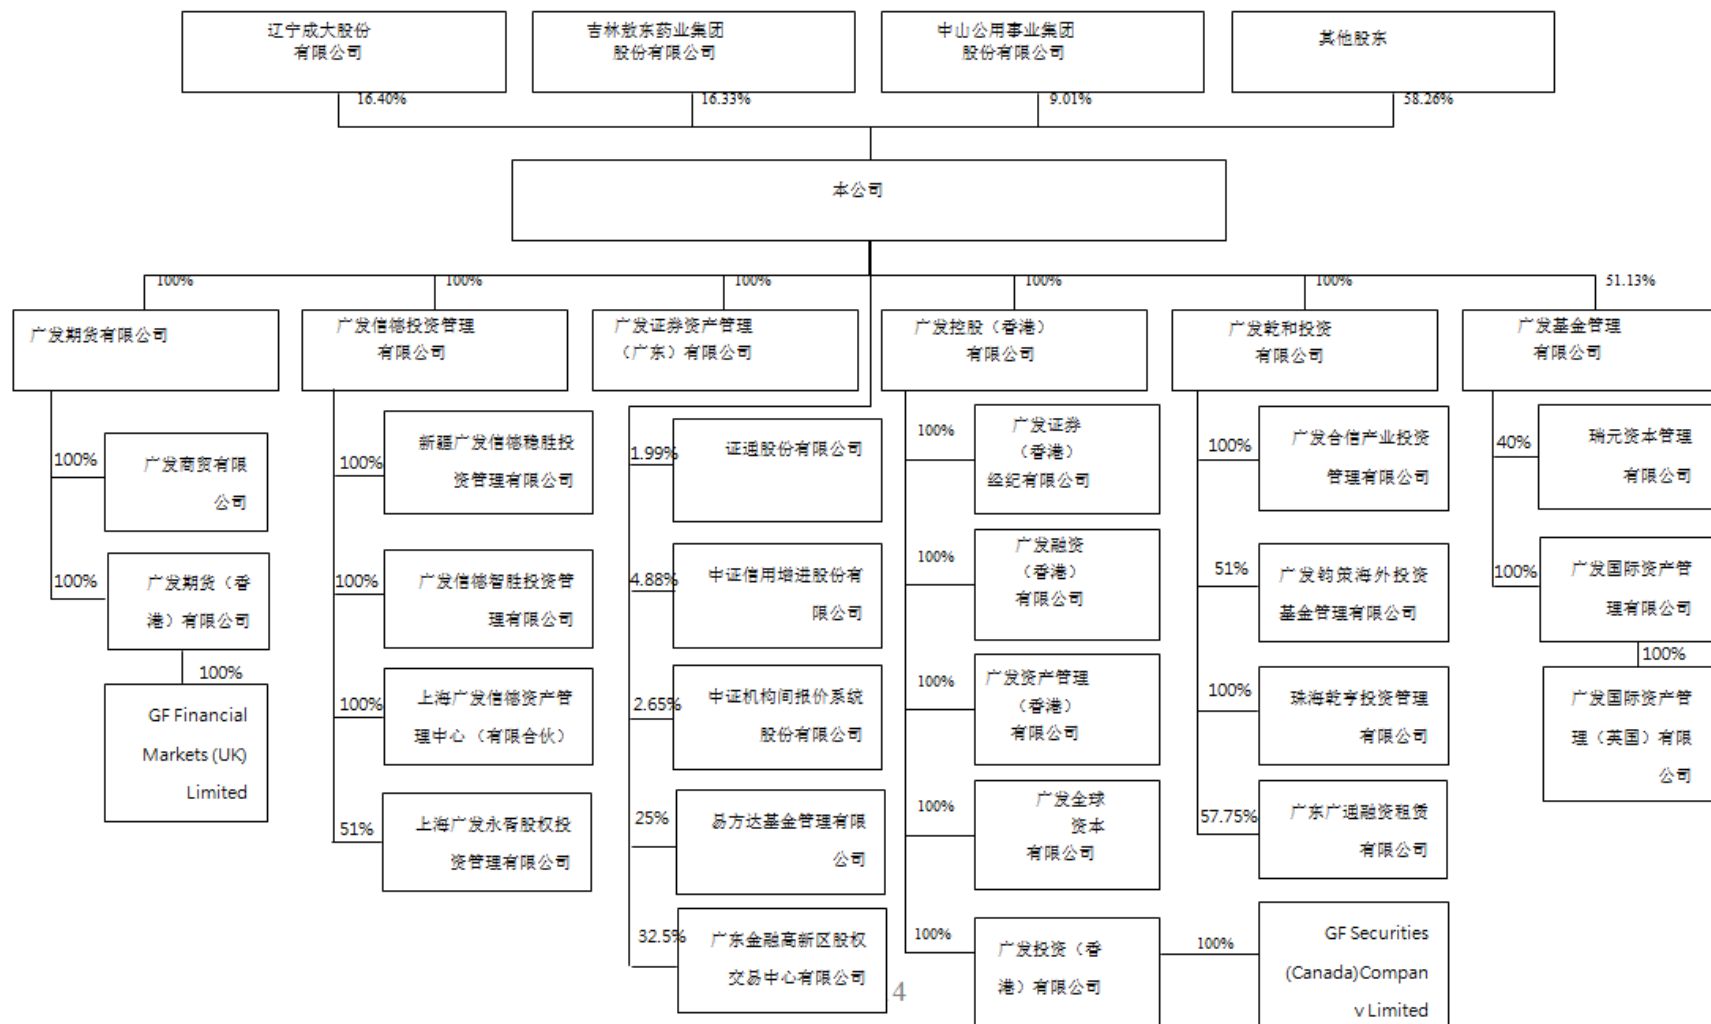 辽宁成大股份
有限公司
吉林敖东药业集团
股份有限公司
中山公用事业集团
股份有限公司
其他股东
16.40%
16.33%
9.01%
58.26%
本公司
100%
100%
100%
100%
100%
51.13%
广发期货有限公司
广发信德投资管理
有限公司
广发证券资产管理
（广东）有限公司
广发控股（香港）
有限公司
广发乾和投资
有限公司
广发基金管理
有限公司
100%
广发商贸有限
公司
100%
广发期货（香
港）有限公司
100%
GF Financial
Markets (UK)
Limited
100%
新疆广发信德稳胜投
资管理有限公司
100%
广发信德智胜投资管
理有限公司
100%
上海广发信德资产管
理中心（有限合伙）
51%
上海广发永胥股权投
资管理有限公司
1.99%
证通股份有限公司
4.88%
中证信用增进股份有
限公司
2.65%
中证机构间报价系统
股份有限公司
25%
易方达基金管理有限
公司
32.5%
广东金融高新区股权
交易中心有限公司
100%
广发证券
（香港）
经纪有限公司
100%
广发融资
（香港）
有限公司
100%
广发资产管理
（香港）
有限公司
100%
广发全球
资本
有限公司
100%
广发投资（香
港）有限公司
100%
GF Securities
(Canada)Compan
y Limited
100%
广发合信产业投资
管理有限公司
51%
广发钧策海外投资
基金管理有限公司
100%
珠海乾亨投资管理
有限公司
57.75%
广东广通融资租赁
有限公司
40%
瑞元资本管理
有限公司
100%
广发国际资产管
理有限公司
100%
广发国际资产管
理（英国）有限
公司
4